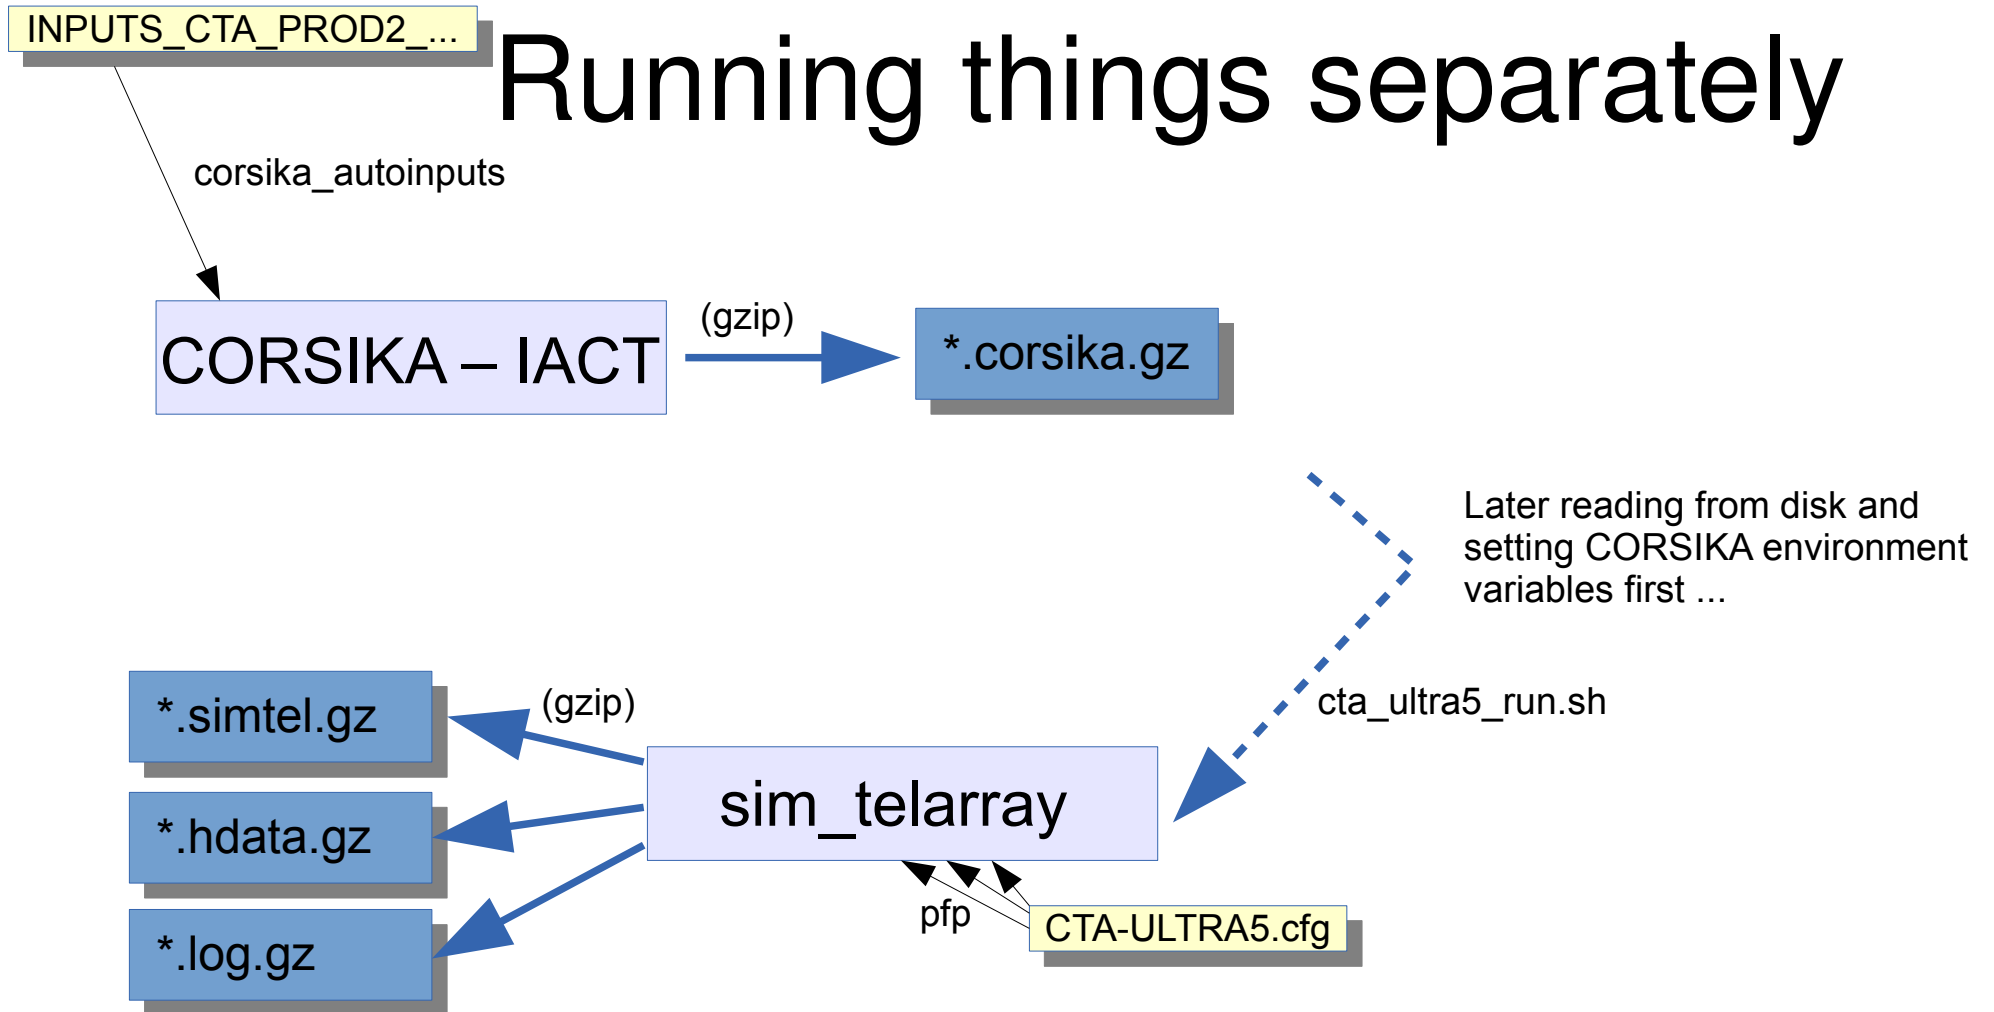 INPUTS_CTA_PROD2_...
Running things separately
corsika_autoinputs
CORSIKA – IACT
(gzip)
*.corsika.gz
Later reading from disk and
setting CORSIKA environment
variables first ...
cta_ultra5_run.sh
*.simtel.gz
(gzip)
sim_telarray
*.hdata.gz
*.log.gz
pfp
CTA-ULTRA5.cfg